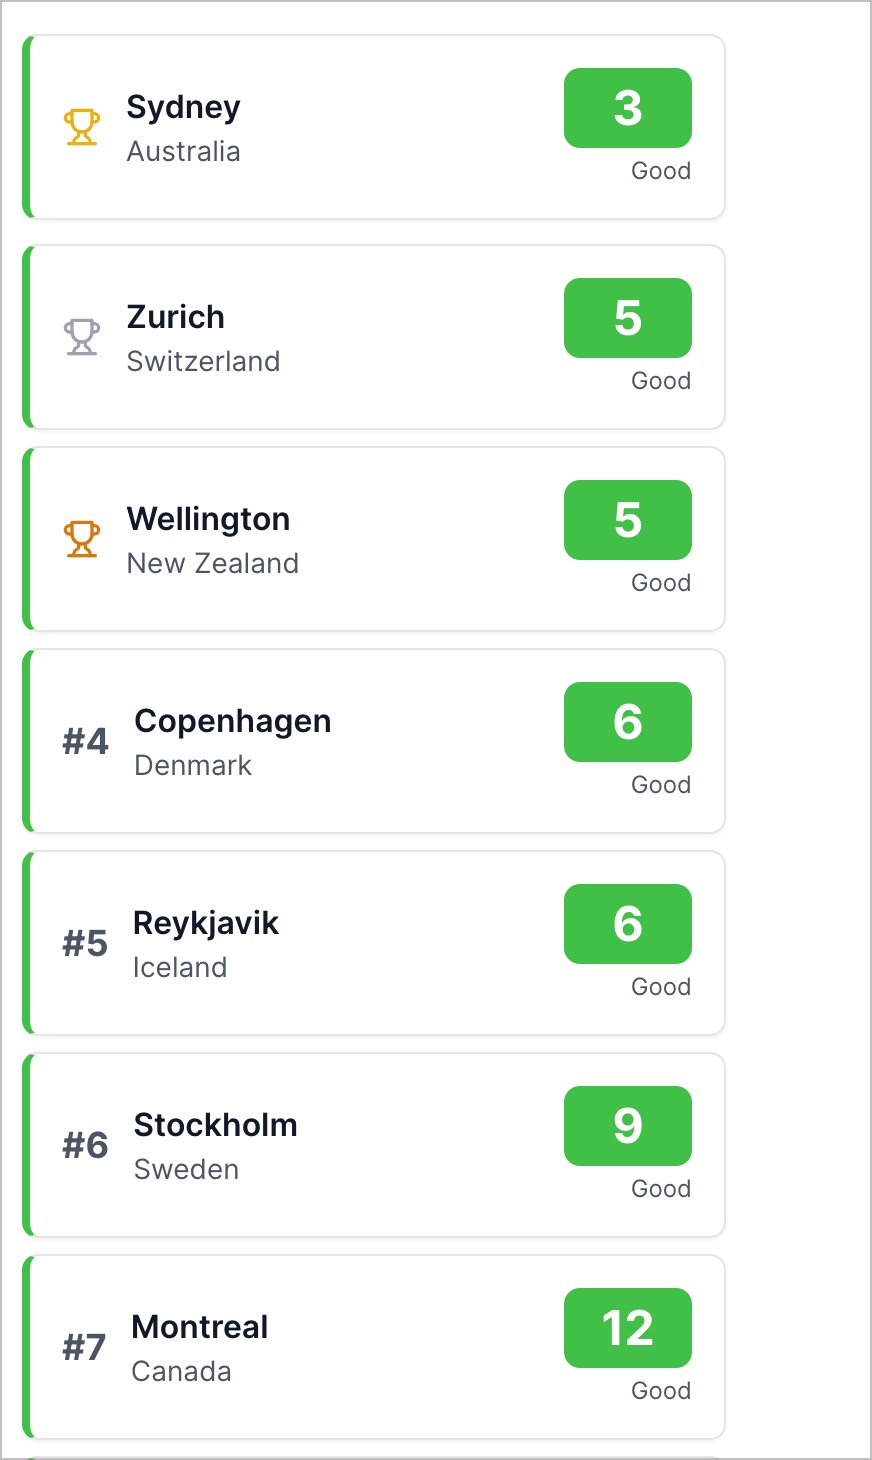 Sydney
Australia
3
Good
Zurich
Switzerland
5
Good
Wellington
New Zealand
5
Good
#4
Copenhagen
Denmark
6
Good
#5
Reykjavik
Iceland
6
Good
#6
Stockholm
Sweden
9
Good
#7
Montreal
Canada
12
Good